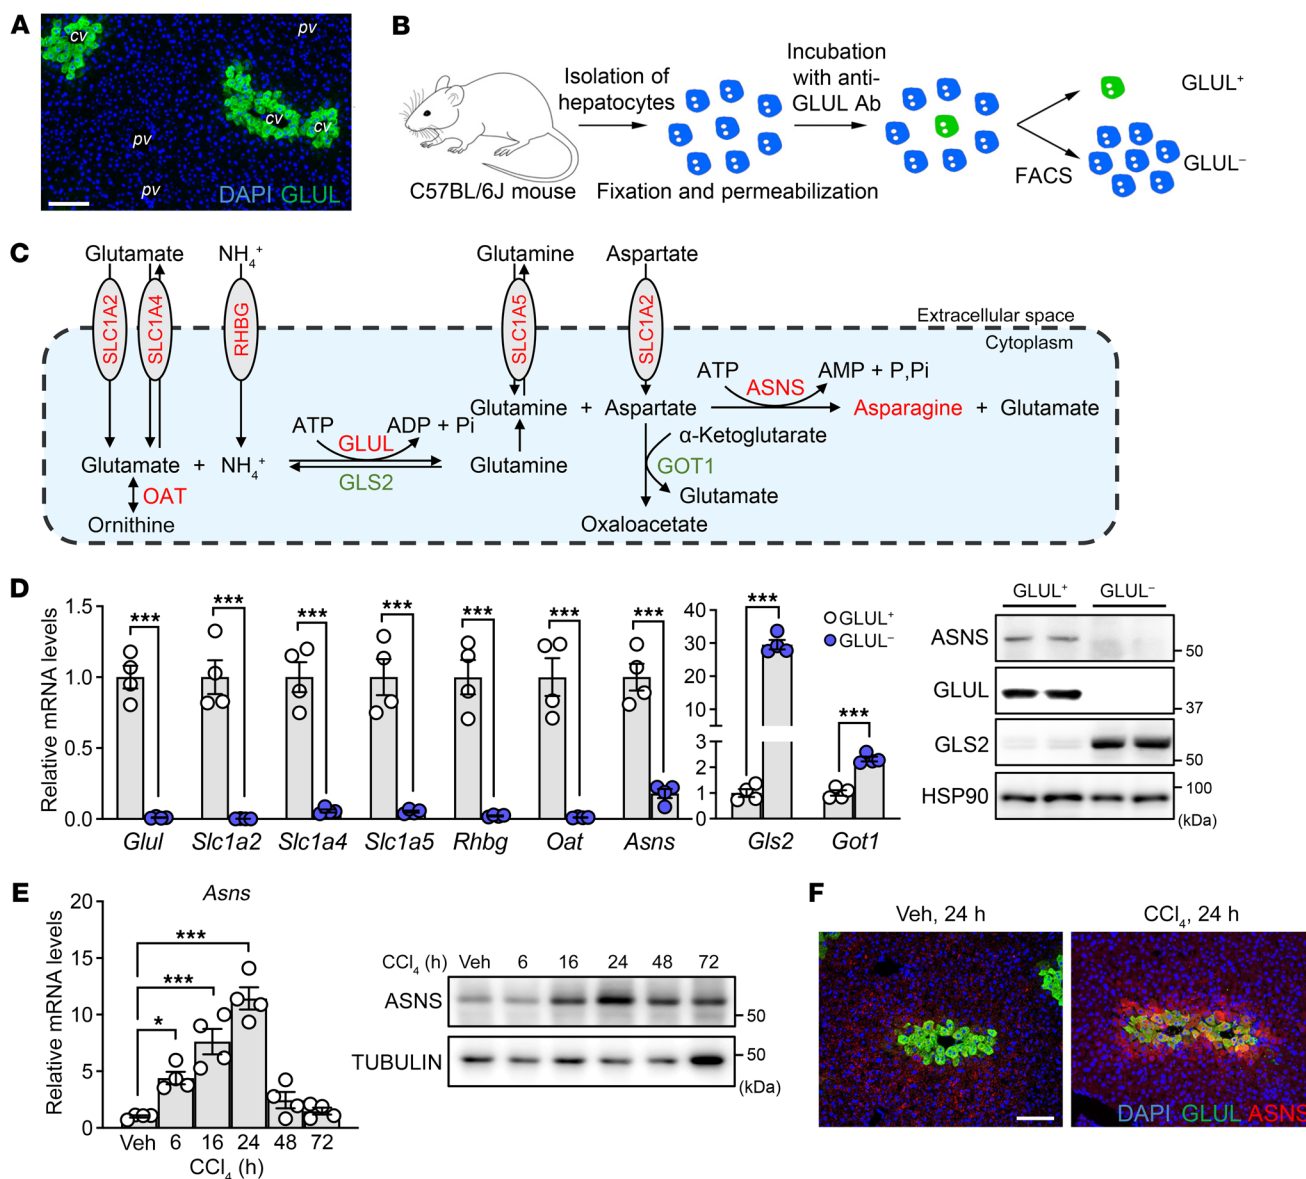 A
cv
pv
cv
cv
pv
pv
DAPI GLUL
B
Isolation of
hepatocytes
Incubation
with anti-
GLUL Ab
GLUL⁺
GLUL⁻
FACS
C57BL/6J mouse
Fixation and permeabilization
C
Glutamate
NH₄⁺
Glutamine
Aspartate
SLC1A2
SLC1A4
RHBG
SLC1A5
SLC1A2
Extracellular space
Cytoplasm
ATP
ASNS
AMP + P,Pi
Glutamine + Aspartate
Asparagine + Glutamate
ATP
ADP + Pi
GLUL
α-Ketoglutarate
Glutamate + NH₄⁺
Glutamine
GLS2
GOT1
OAT
Glutamate
Ornithine
Oxaloacetate
D
Relative mRNA levels
1.5
1.0
0.5
0.0
*** *** *** *** *** *** ***
Glul Slc1a2 Slc1a4 Slc1a5 Rhbg Oat Asns
40
30
20
10
3
2
1
0
***
***
GLUL⁺
GLUL⁻
Gls2 Got1
GLUL⁺ GLUL⁻
ASNS
50
GLUL
37
GLS2
50
HSP90
100
(kDa)
E
Asns
Relative mRNA levels
20
15
10
5
0
***
***
*
Veh 6 16 24 48 72
CCl₄ (h)
CCl₄ (h) Veh 6 16 24 48 72
ASNS
50
TUBULIN
50
(kDa)
F
Veh, 24 h
CCl₄, 24 h
DAPI GLUL ASNS